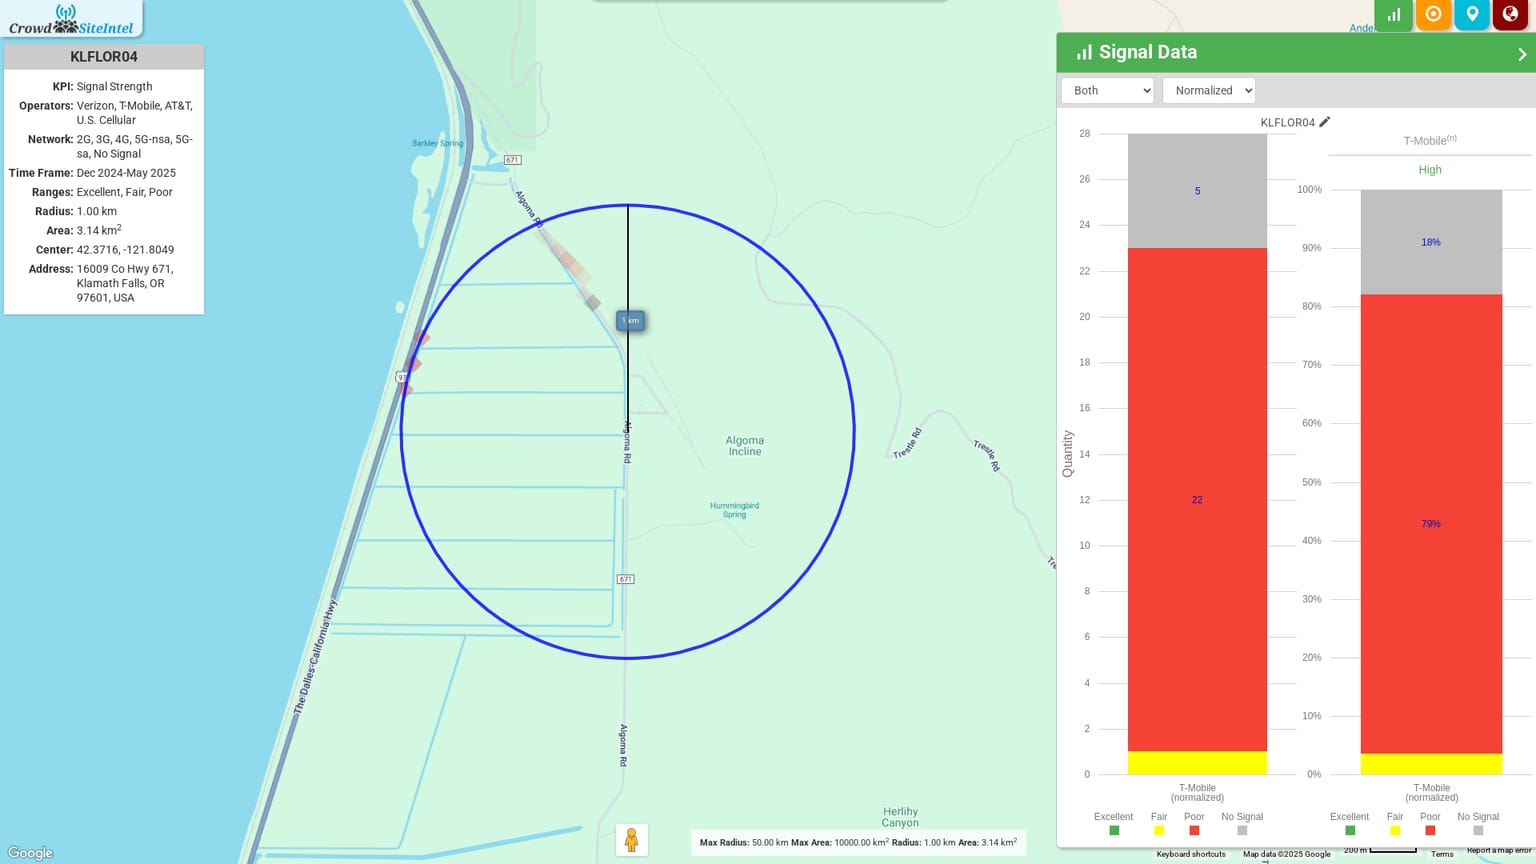 Crowd SiteIntel
KLFLOR04
KPI: Signal Strength
Operators: Verizon, T-Mobile, AT&T,
U.S. Cellular
Network: 2G, 3G, 4G, 5G-nsa, 5G-
sa, No Signal
Time Frame: Dec 2024-May 2025
Ranges: Excellent, Fair, Poor
Radius: 1.00 km
Area: 3.14 km2
Center: 42.3716, -121.8049
Address: 16009 Co Hwy 671,
Klamath Falls, OR
97601, USA
Barkley Spring
671
Algoma Rd
1 km
97
Algoma Rd
Algoma
Incline
Trestle Rd
Trestle Rd
Hummingbird
Spring
671
The Dalles-California Hwy
Algoma Rd
Herlihy
Canyon
Google
Max Radius: 50.00 km Max Area: 10000.00 km2 Radius: 1.00 km Area: 3.14 km2
Signal Data
Both
Normalized
KLFLOR04
T-Mobile(n)
High
Quantity
28
26
24
22
20
18
16
14
12
10
8
6
4
2
0
5
22
T-Mobile
(normalized)
Excellent Fair Poor No Signal
100%
90%
80%
70%
60%
50%
40%
30%
20%
10%
0%
18%
79%
T-Mobile
(normalized)
Excellent Fair Poor No Signal
Keyboard shortcuts Map data ©2025 Google 200 m Terms Report a map error